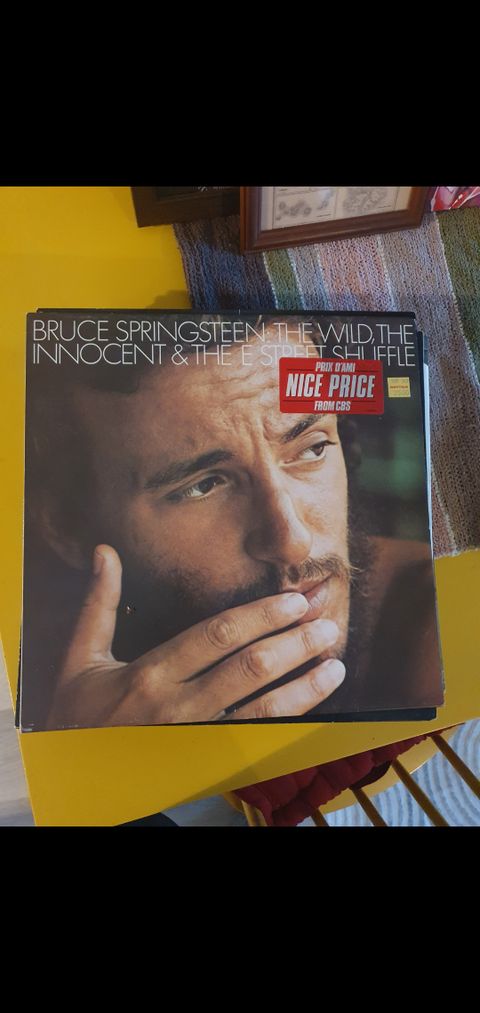 BRUCE SPRINGSTEEN: THE WILD, THE
INNOCENT & THE E STREET SHUFFLE
PRIX D'AMI
NICE PRICE
FROM CBS